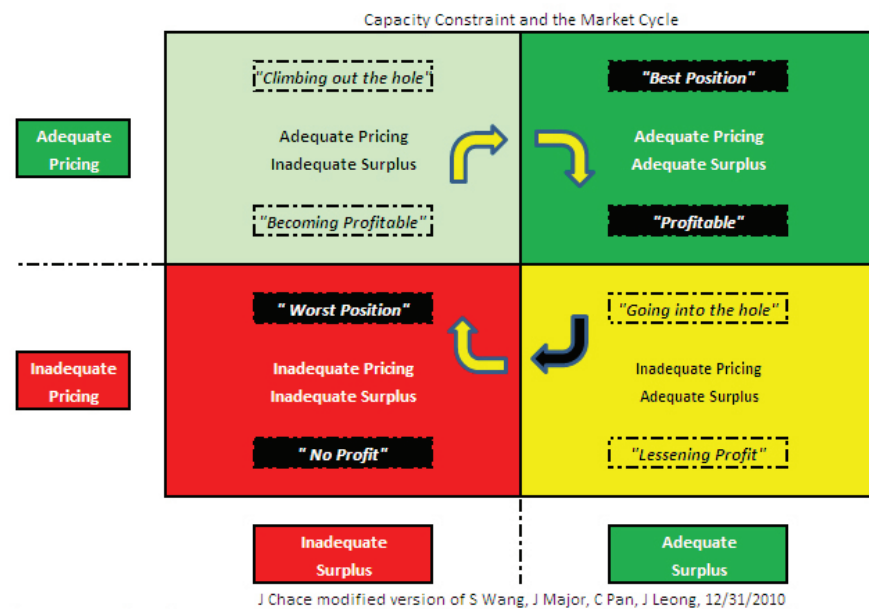 Capacity Constraint and the Market Cycle
"Climbing out the hole"
"Best Position"
Adequate
Pricing
Adequate Pricing
Inadequate Surplus
Adequate Pricing
Adequate Surplus
"Becoming Profitable"
"Profitable"
" Worst Position"
"Going into the hole"
Inadequate
Pricing
Inadequate Pricing
Inadequate Surplus
Inadequate Pricing
Adequate Surplus
" No Profit"
"Lessening Profit"
Inadequate
Surplus
Adequate
Surplus
J Chace modified version of S Wang, J Major, C Pan, J Leong, 12/31/2010